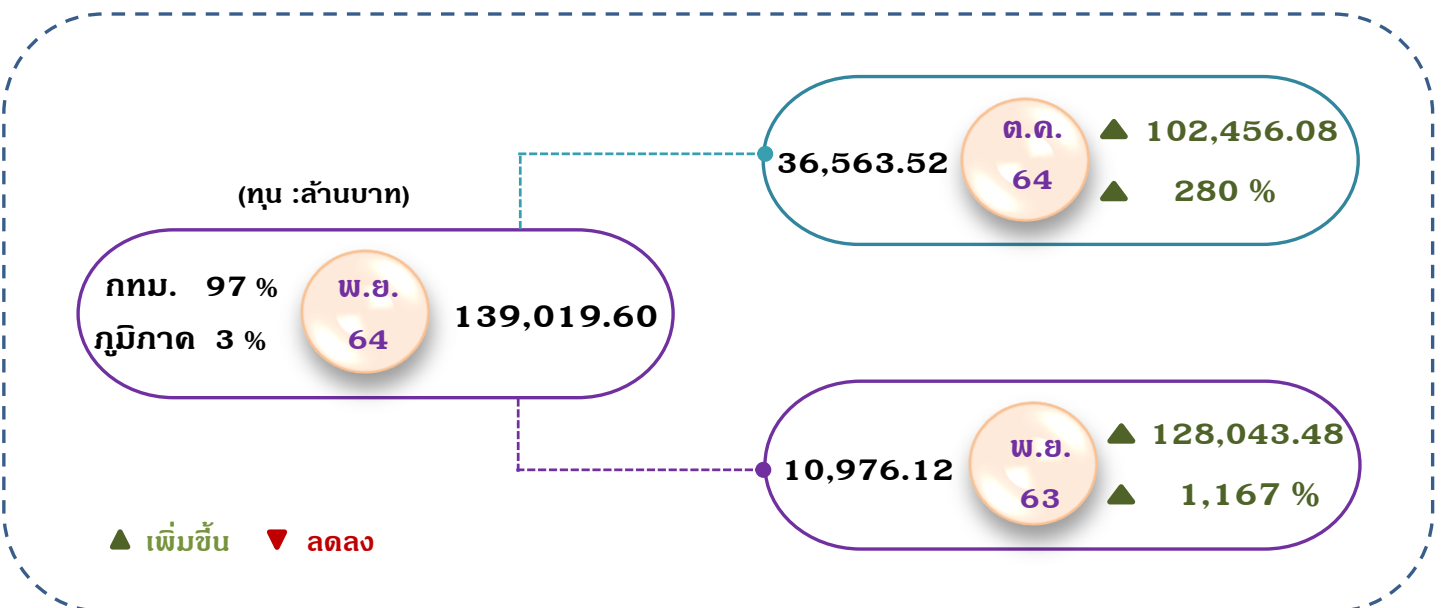 (ทุน :ล้านบาท)
กทม. 97 %
ภูมิภาค 3 %
พ.ย.
64
139,019.60
36,563.52
ต.ค.
64
▲ 102,456.08
▲ 280 %
10,976.12
พ.ย.
63
▲ 128,043.48
▲ 1,167 %
▲ เพิ่มขึ้น ▼ ลดลง